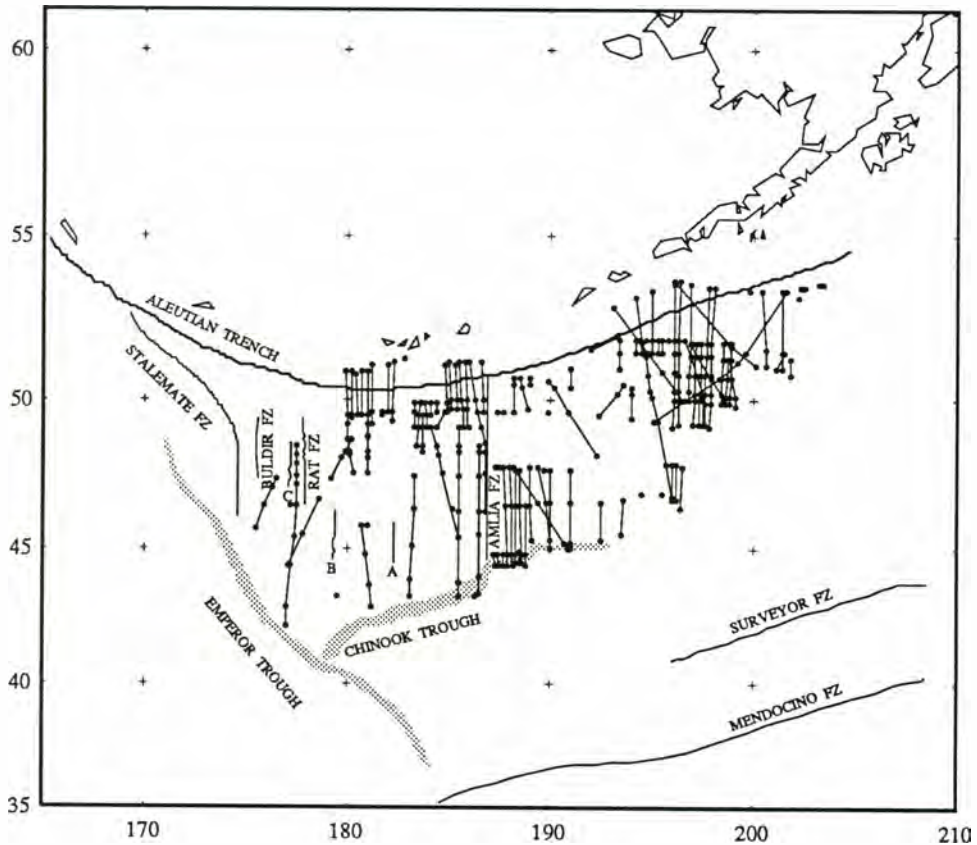 60
55
ALEUTIAN TRENCH
STALEMATE FZ
50
BULDIR FZ
C
RAT FZ
AMLIA FZ
45
B
A
EMPEROR TROUGH
CHINOOK TROUGH
SURVEYOR FZ
40
MENDOCINO FZ
35
170
180
190
200
210